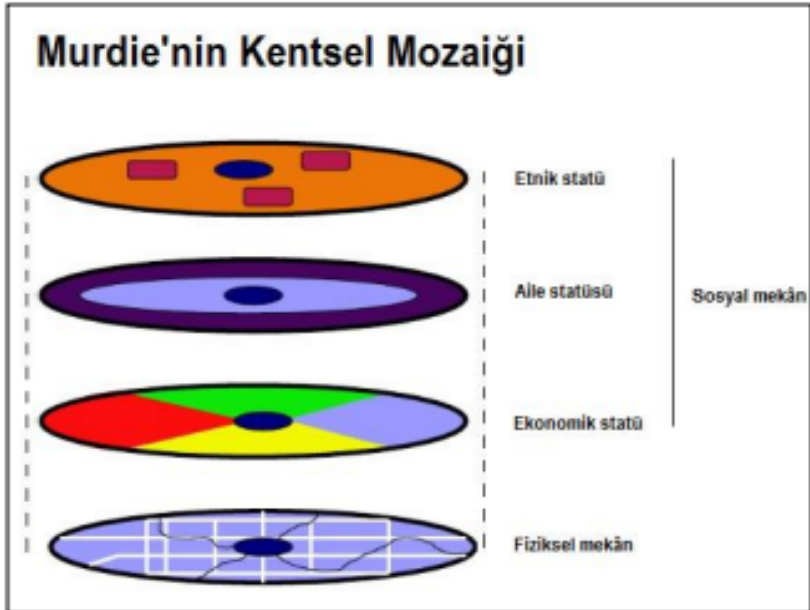 Murdie'nin Kentsel Mozaiği
Etnik statü
Aile statüsü
Sosyal mekân
Ekonomik statü
Fiziksel mekân